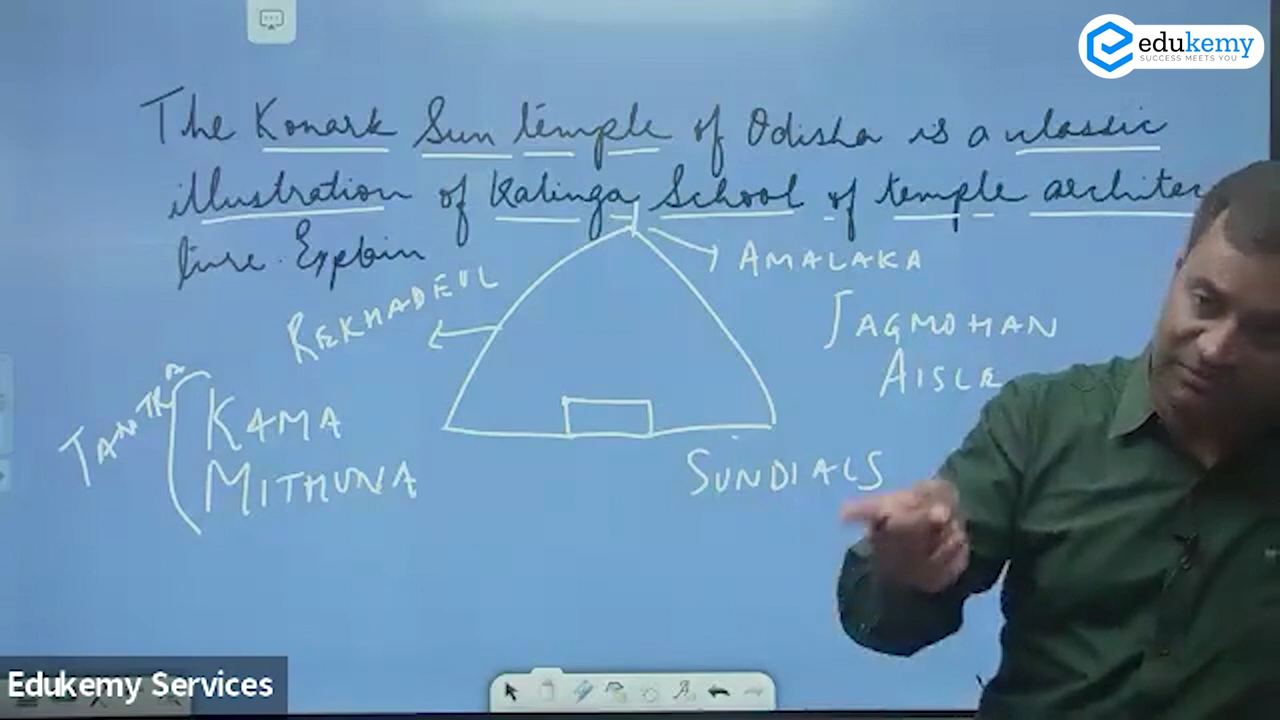 edukemy
SUCCESS MEETS YOU
The Konark Sun temple of Odisha is a classic
illustration of Kalinga School of temple architec
ture. Explain
REKHADEUL
AMALAKA
JAGMOHAN
AISLE
TANTRA
KAMA
MITHUNA
SUNDIALS
Edukemy Services